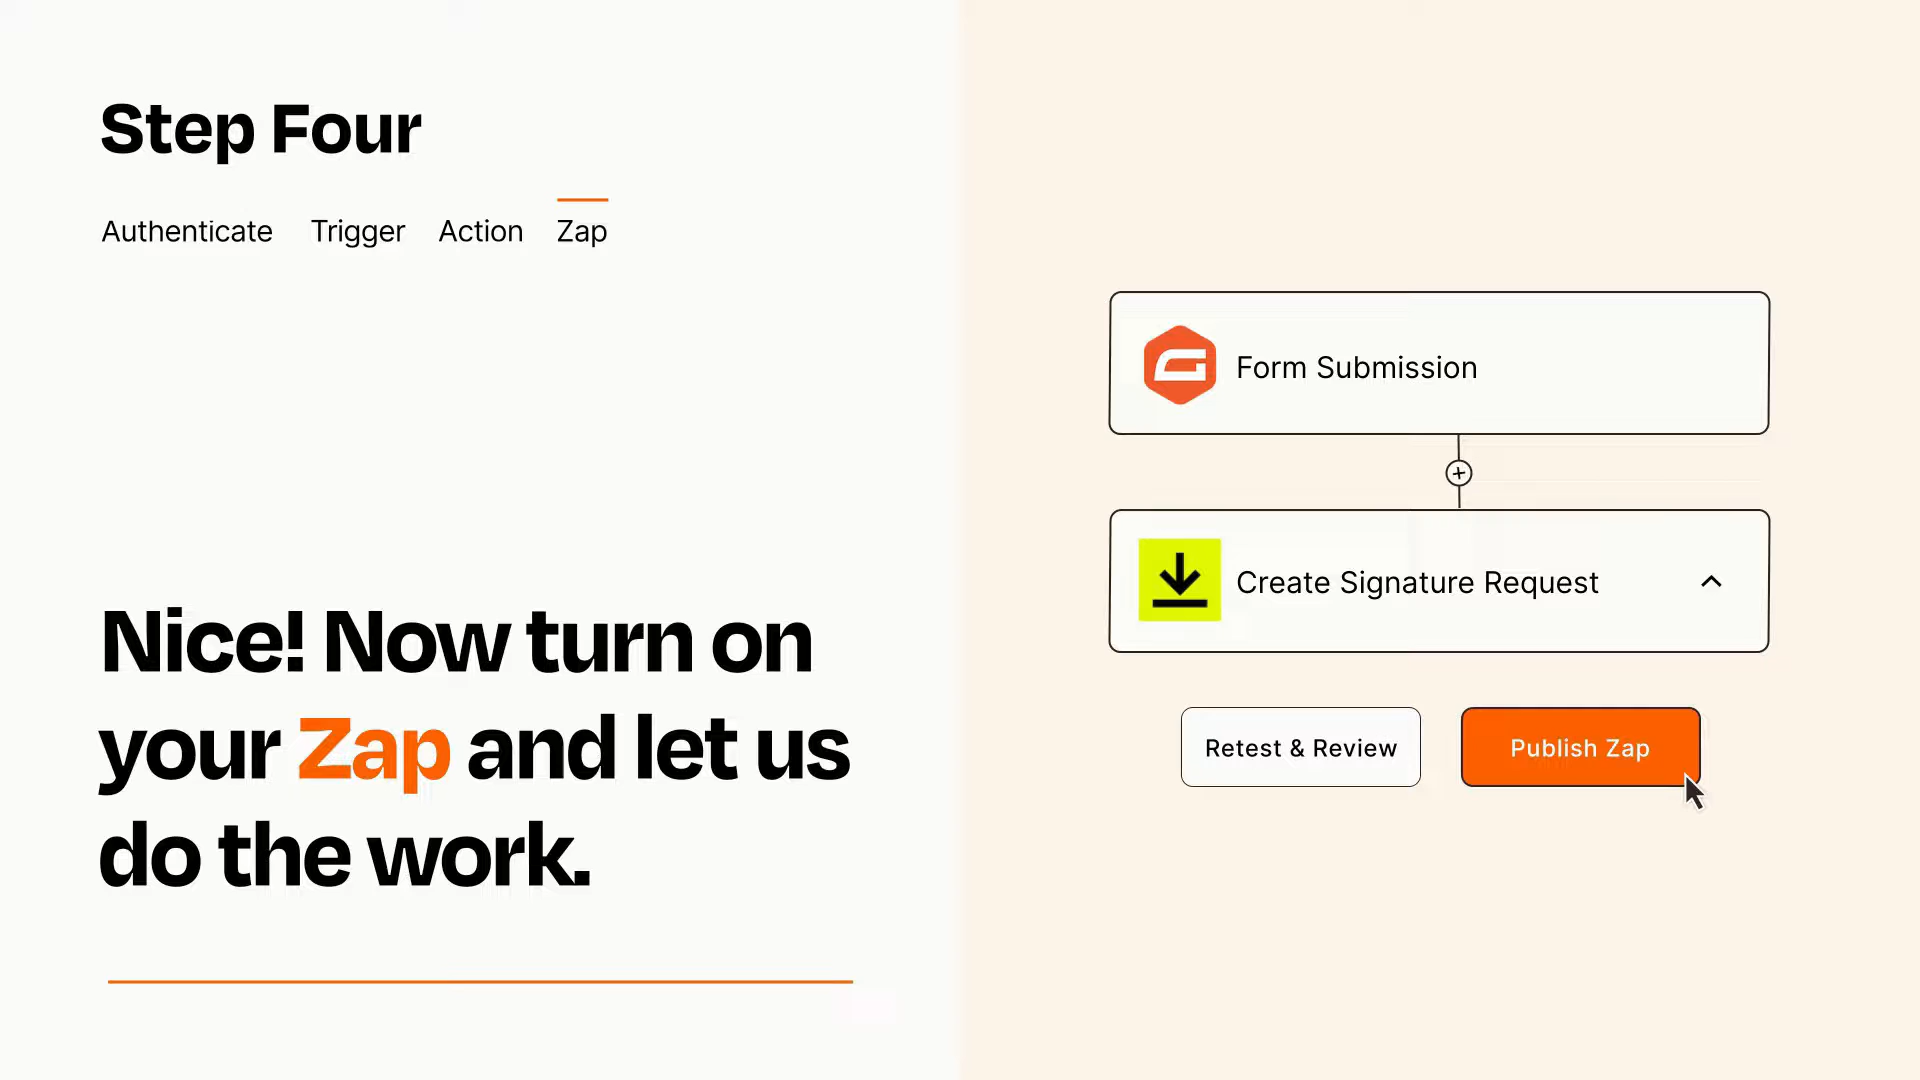 Step Four
Authenticate Trigger Action Zap
Nice! Now turn on
your Zap and let us
do the work.
Form Submission
Create Signature Request
Retest & Review
Publish Zap